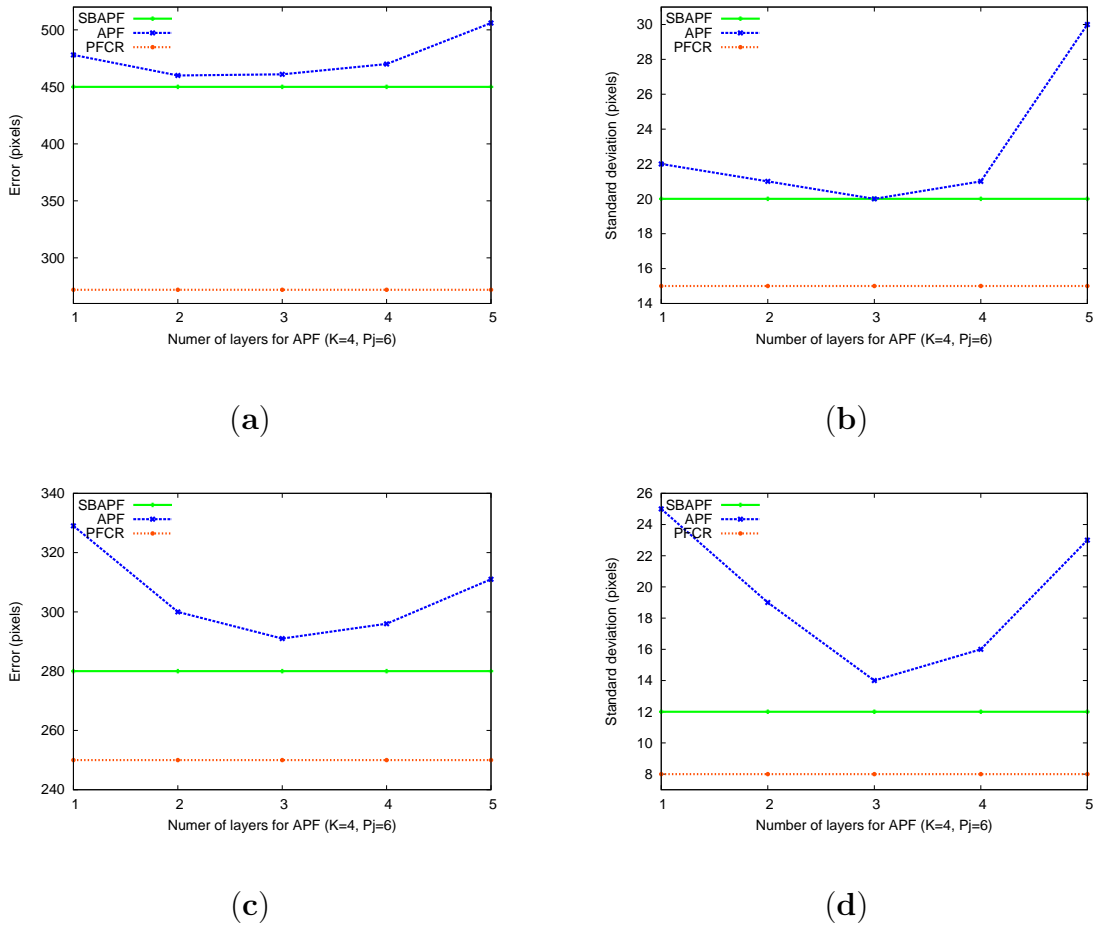 SBAPF
APF
PFCR
500
450
400
350
300
1 2 3 4 5
Error (pixels)
Numer of layers for APF (K=4, Pj=6)
(a)
SBAPF
APF
PFCR
30
28
26
24
22
20
18
16
14
1 2 3 4 5
Standard deviation (pixels)
Number of layers for APF (K=4, Pj=6)
(b)
SBAPF
APF
PFCR
340
320
300
280
260
240
1 2 3 4 5
Error (pixels)
Numer of layers for APF (K=4, Pj=6)
(c)
SBAPF
APF
PFCR
26
24
22
20
18
16
14
12
10
8
1 2 3 4 5
Standard deviation (pixels)
Number of layers for APF (K=4, Pj=6)
(d)